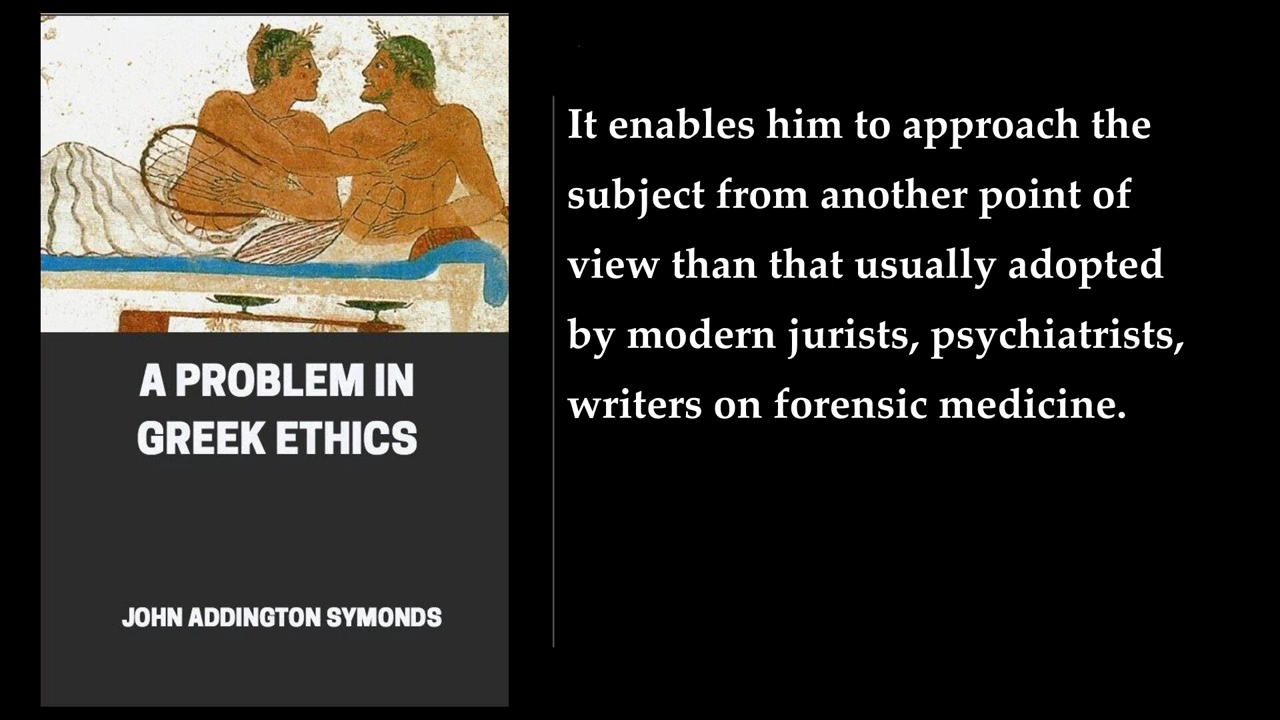 A PROBLEM IN
GREEK ETHICS
JOHN ADDINGTON SYMONDS
It enables him to approach the
subject from another point of
view than that usually adopted
by modern jurists, psychiatrists,
writers on forensic medicine.